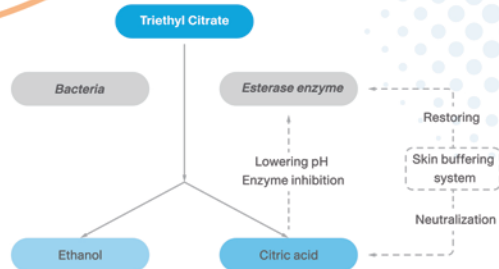 Triethyl Citrate
Bacteria
Esterase enzyme
Restoring
Lowering pH
Enzyme inhibition
Skin buffering
system
Neutralization
Ethanol
Citric acid